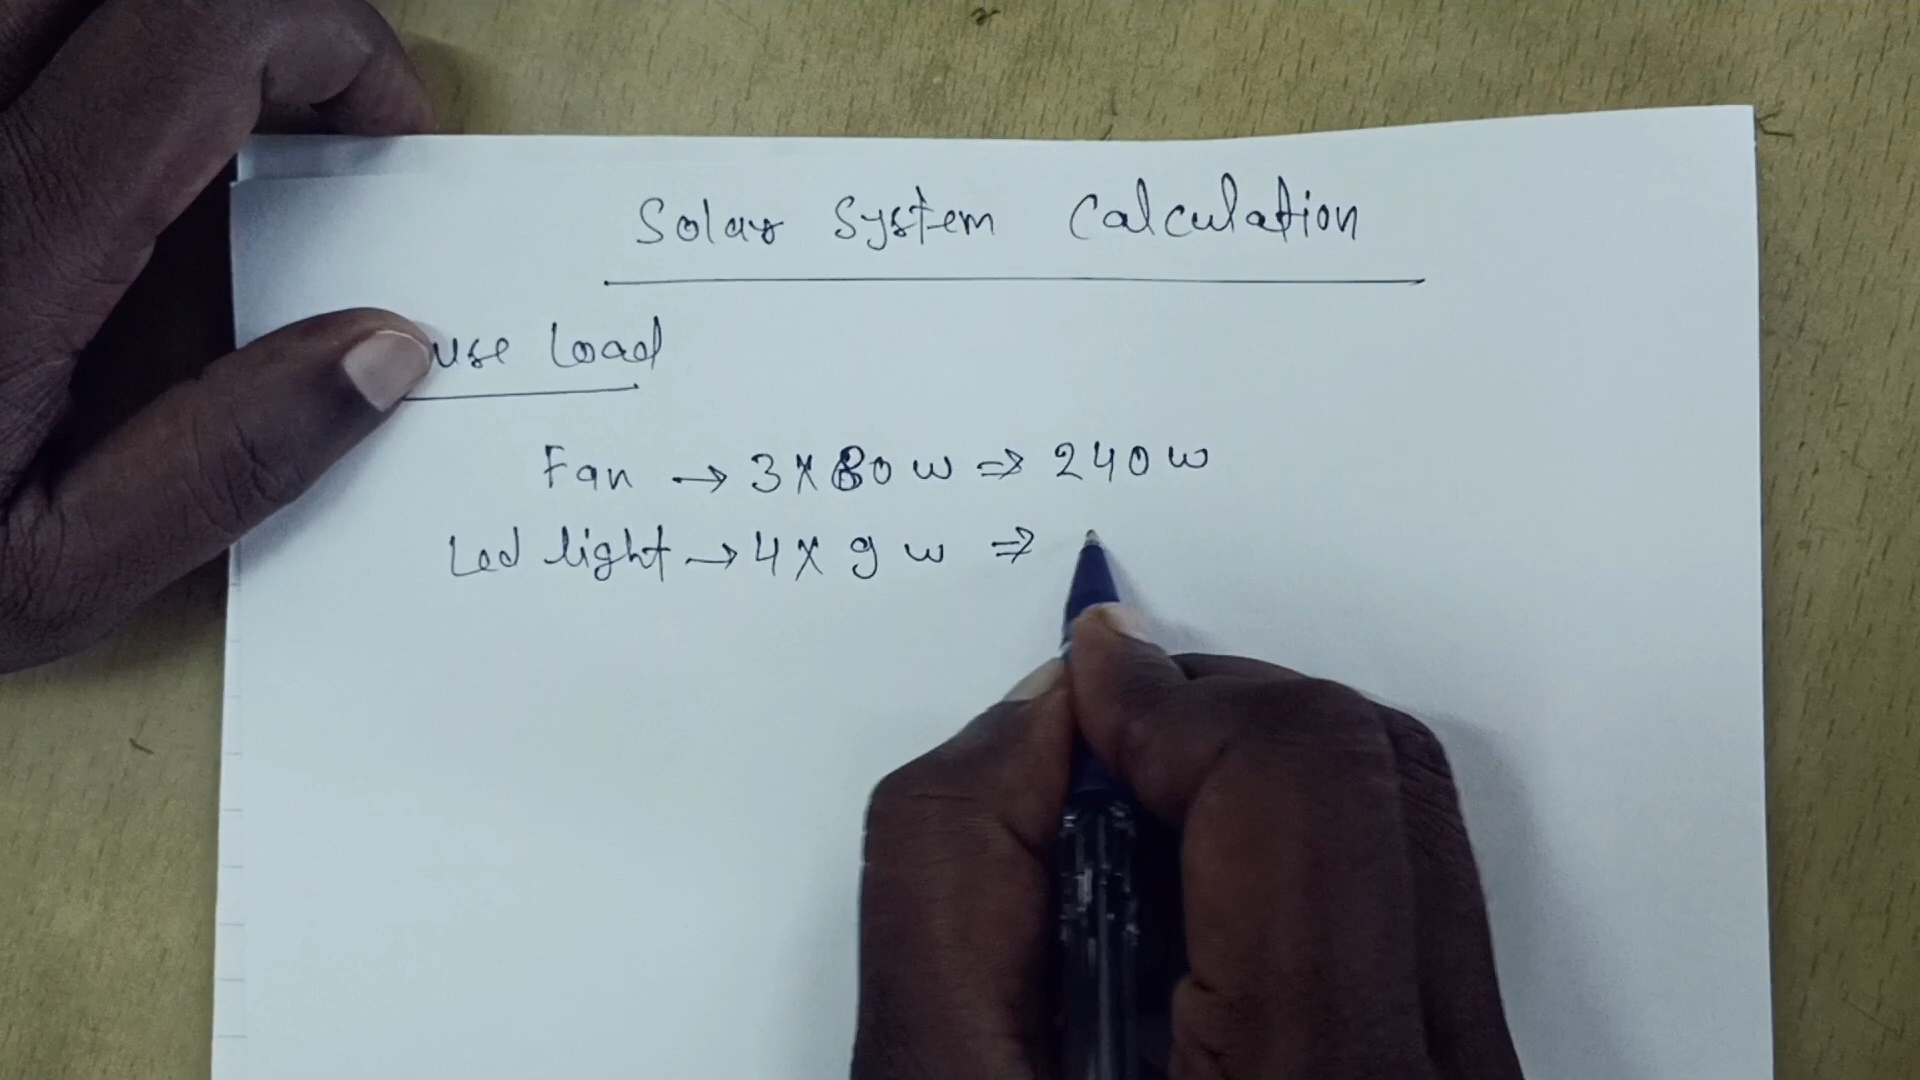 Solar System Calculation
use Load
Fan → 3 x 80 w ⇒ 240 w
Led light → 4 x 9 w ⇒